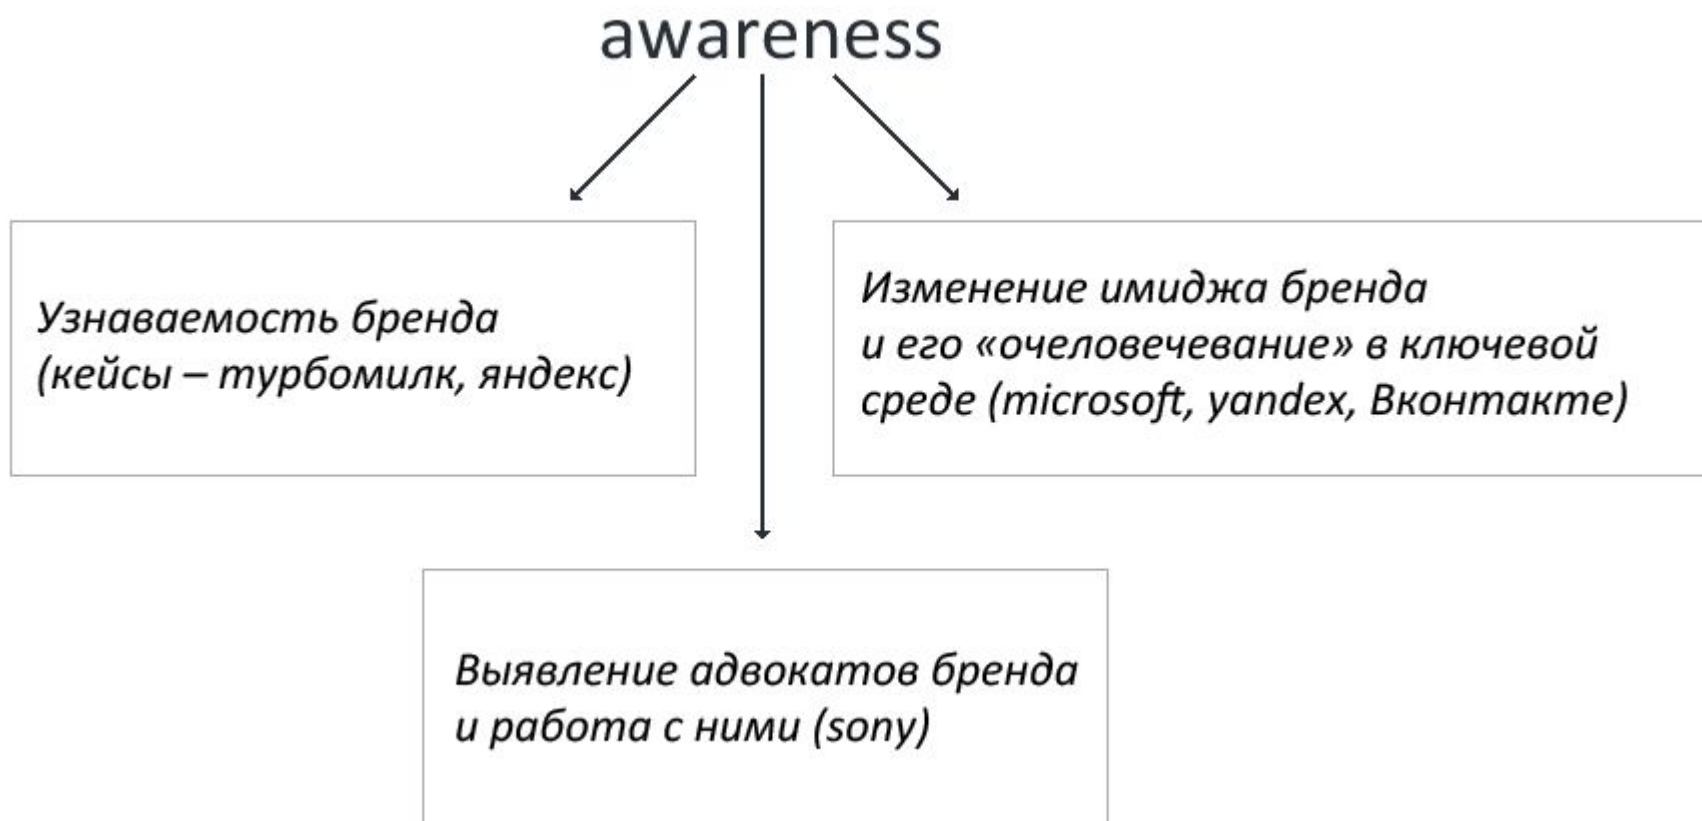 awareness
Узнаваемость бренда
(кейсы – турбомилк, яндекс)
Изменение имиджа бренда
и его «очеловечевание» в ключевой
среде (microsoft, yandex, Вконтакте)
Выявление адвокатов бренда
и работа с ними (sony)